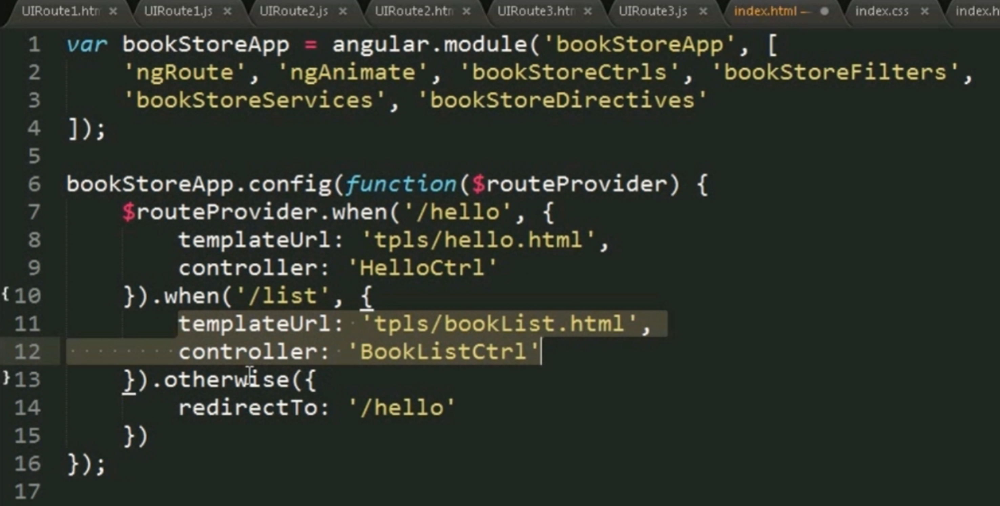 UIRoute1.htm UIRoute1.js UIRoute2.js UIRoute2.htm UIRoute3.htm UIRoute3.js index.html — index.css index.h
1 var bookStoreApp = angular.module('bookStoreApp', [
2 'ngRoute', 'ngAnimate', 'bookStoreCtrls', 'bookStoreFilters',
3 'bookStoreServices', 'bookStoreDirectives'
4 ]);
5
6 bookStoreApp.config(function($routeProvider) {
7 $routeProvider.when('/hello', {
8 templateUrl: 'tpls/hello.html',
9 controller: 'HelloCtrl'
{10 }).when('/list', {
11 templateUrl: 'tpls/bookList.html',
12 controller: 'BookListCtrl'
}13 }).otherwise({
14 redirectTo: '/hello'
15 })
16 });
17